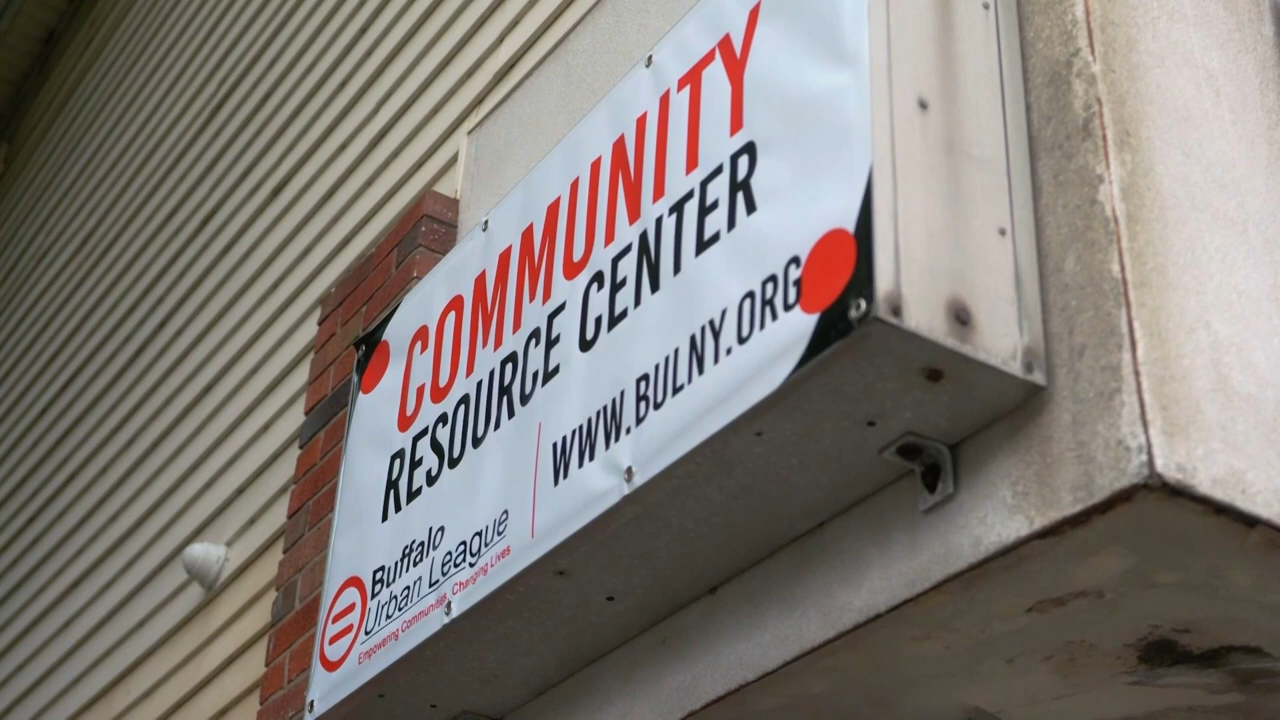 COMMUNITY
RESOURCE CENTER
WWW.BULNY.ORG
Buffalo
Urban League
Empowering Communities. Changing Lives